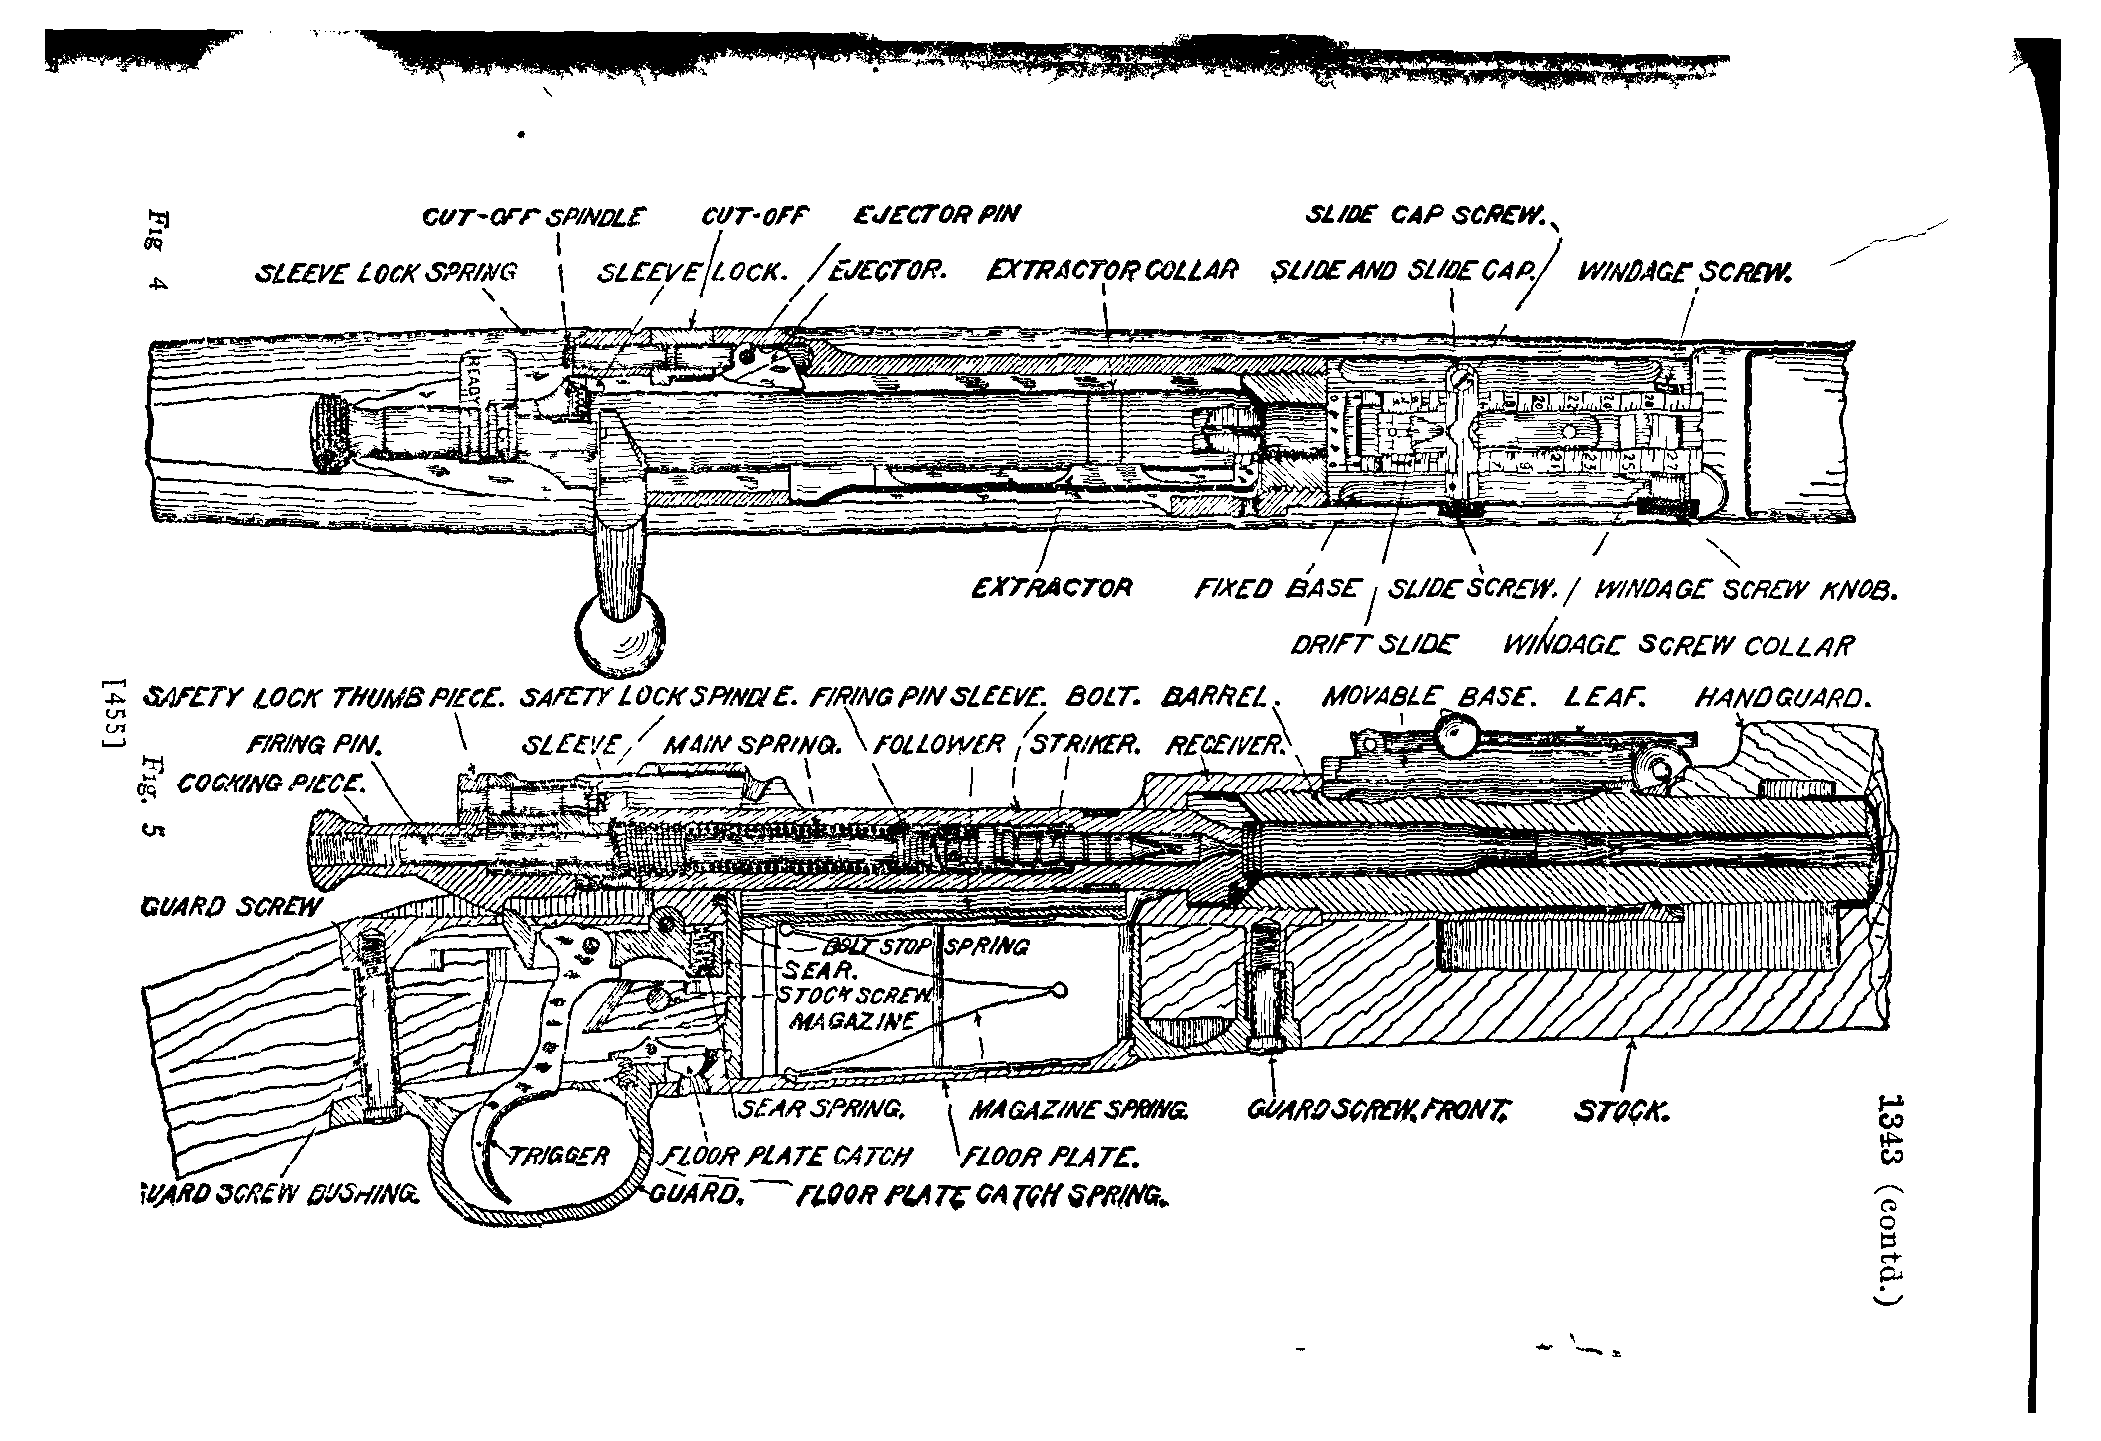 Fig 4
CUT-OFF SPINDLE CUT-OFF EJECTOR PIN SLIDE CAP SCREW.
SLEEVE LOCK SPRING SLEEVE LOCK. EJECTOR. EXTRACTOR COLLAR SLIDE AND SLIDE CAP. WINDAGE SCREW.
READY
EXTRACTOR FIXED BASE SLIDE SCREW. WINDAGE SCREW KNOB.
DRIFT SLIDE WINDAGE SCREW COLLAR
[455]
Fig. 5
SAFETY LOCK THUMB PIECE. SAFETY LOCK SPINDLE. FIRING PIN SLEEVE. BOLT. BARREL. MOVABLE BASE. LEAF. HAND GUARD.
FIRING PIN. SLEEVE MAIN SPRING. FOLLOWER STRIKER. RECEIVER.
COCKING PIECE.
GUARD SCREW
BOLT STOP SPRING
SEAR.
STOCK SCREW
MAGAZINE
SEAR SPRING. MAGAZINE SPRING. GUARD SCREW, FRONT. STOCK.
TRIGGER FLOOR PLATE CATCH FLOOR PLATE.
GUARD SCREW BUSHING. GUARD. FLOOR PLATE CATCH SPRING.
1343 (contd.)